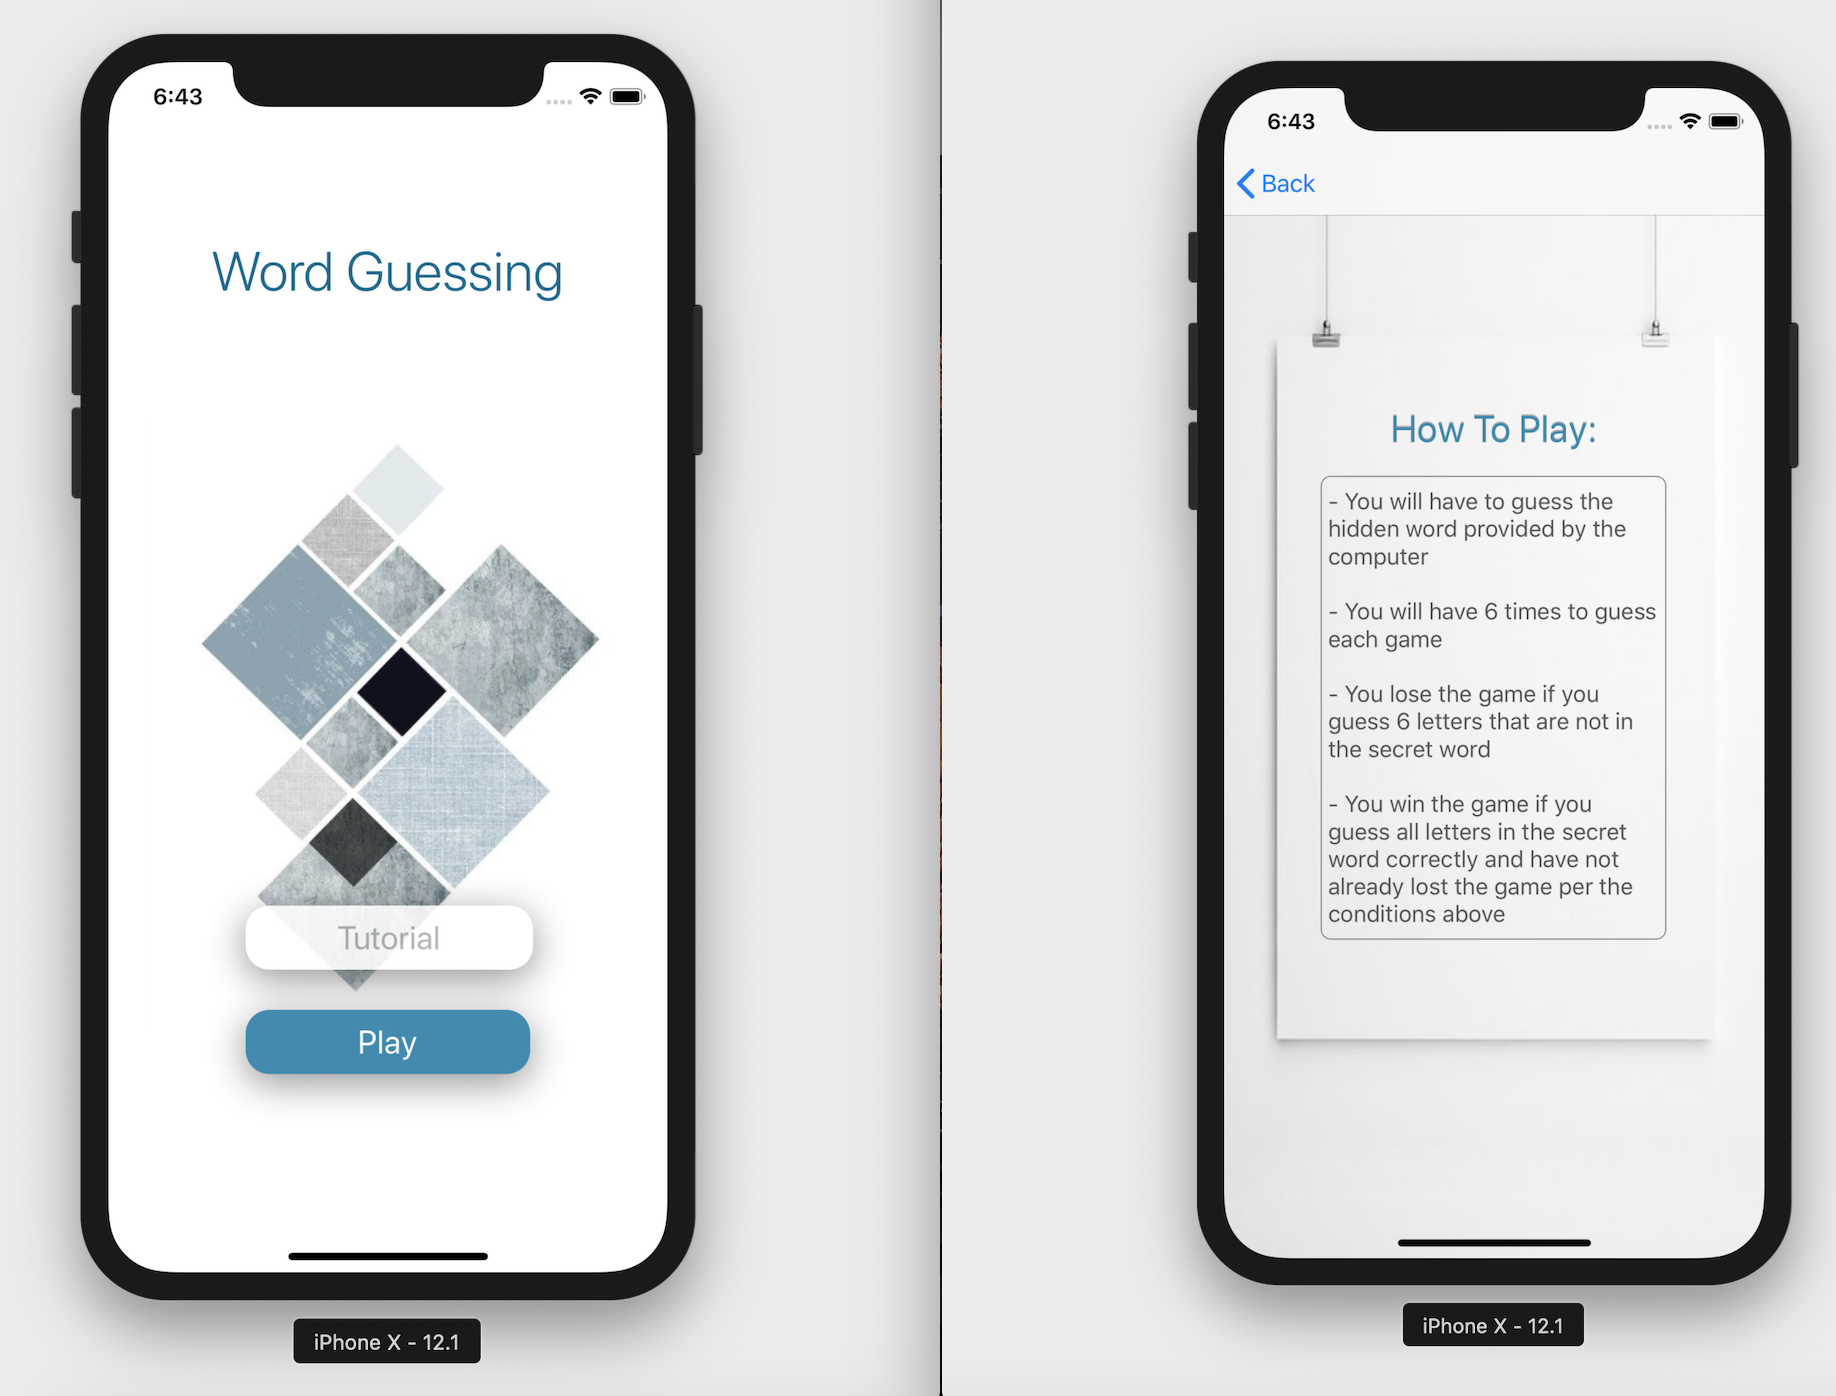 6:43
Word Guessing
Tutorial
Play
iPhone X - 12.1
6:43
Back
How To Play:
- You will have to guess the
hidden word provided by the
computer
- You will have 6 times to guess
each game
- You lose the game if you
guess 6 letters that are not in
the secret word
- You win the game if you
guess all letters in the secret
word correctly and have not
already lost the game per the
conditions above
iPhone X - 12.1